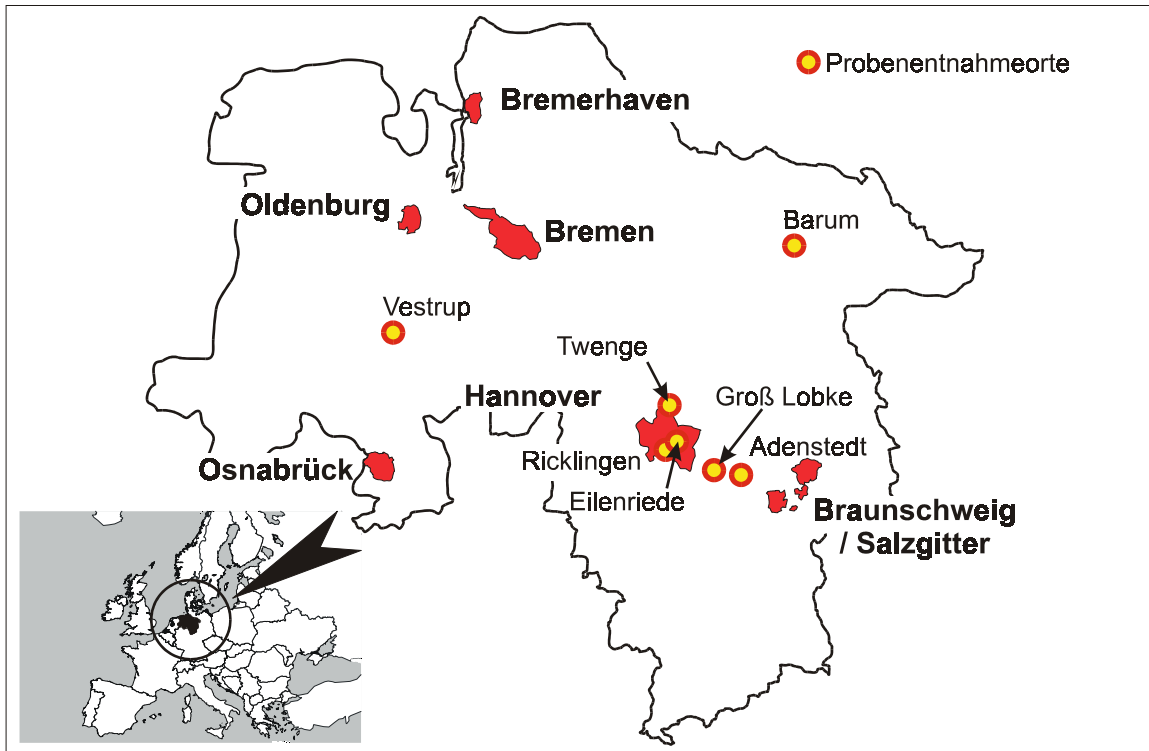 Probenentnahmeorte
Bremerhaven
Oldenburg
Bremen
Barum
Vestrup
Twenge
Hannover
Groß Lobke
Adenstedt
Ricklingen
Osnabrück
Eilenriede
Braunschweig
/ Salzgitter